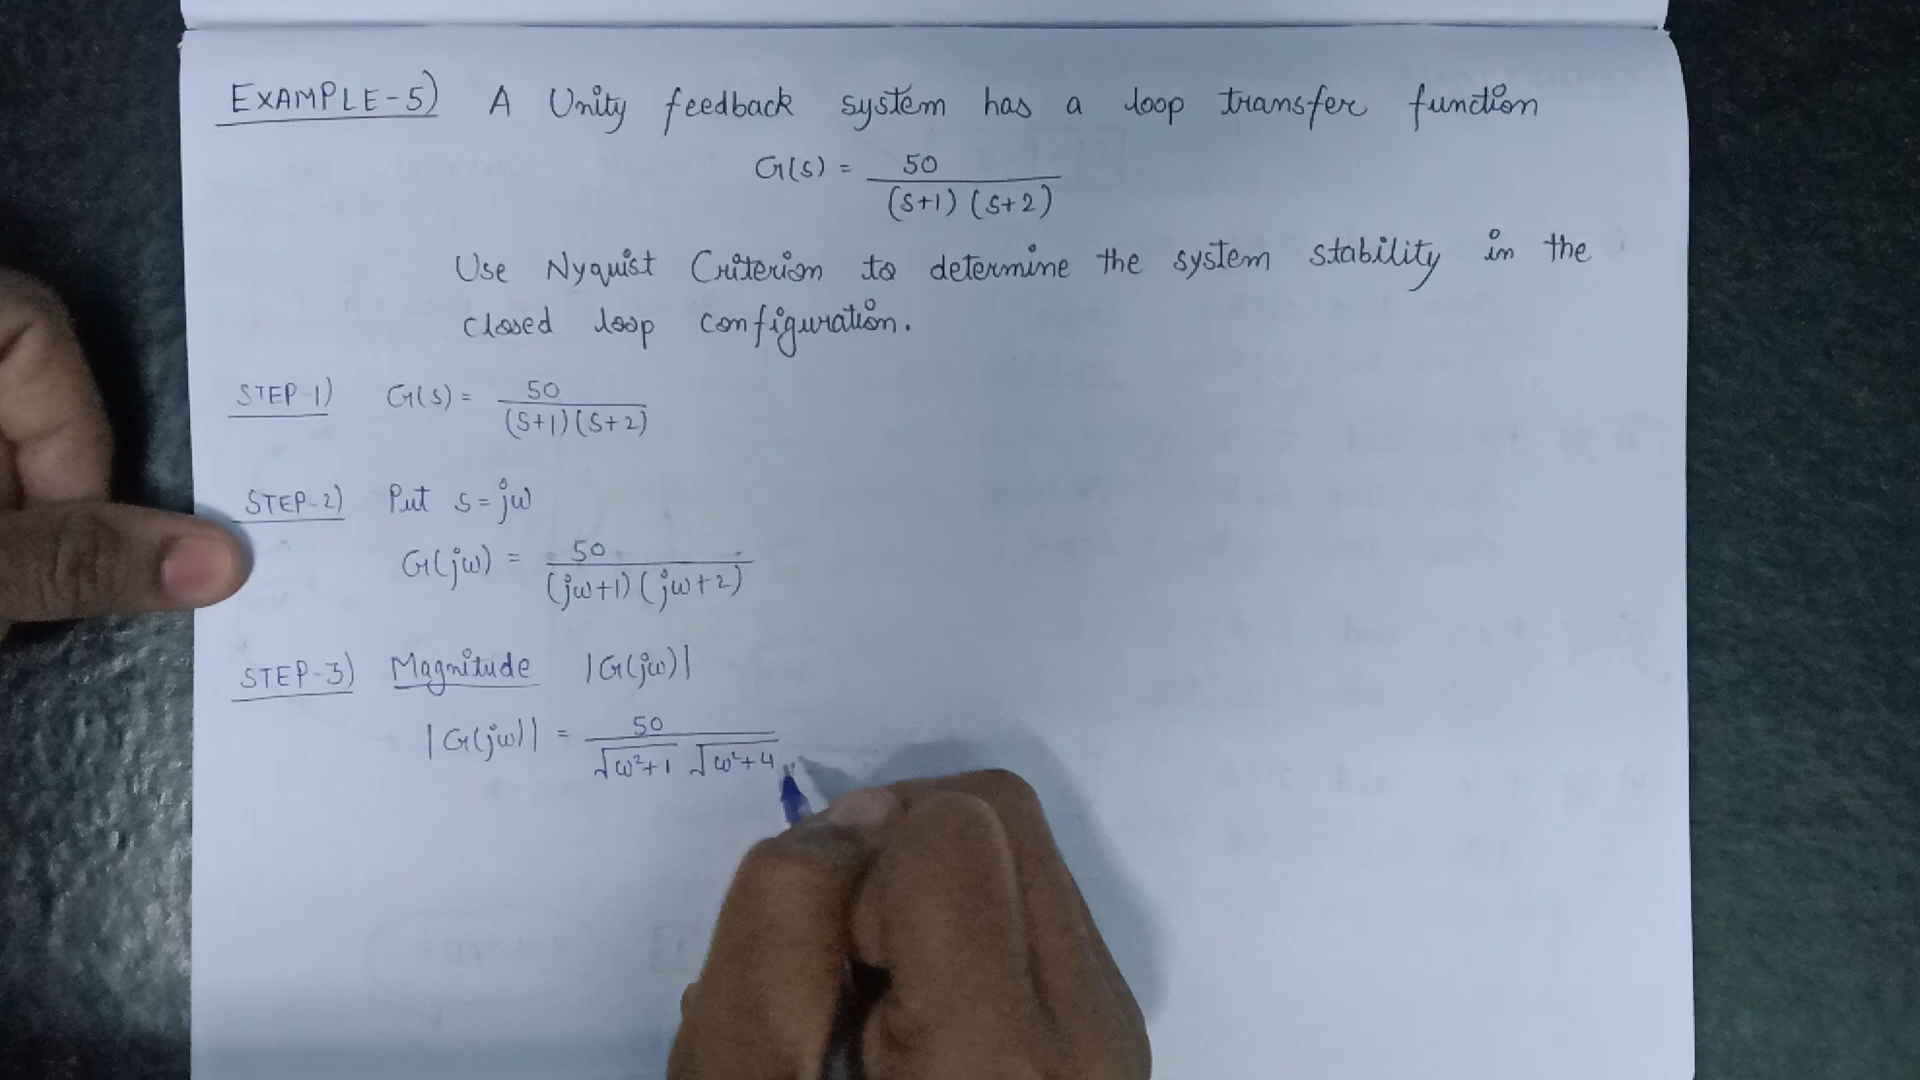 EXAMPLE-5) A Unity feedback system has a loop transfer function
G(s) = 50 / (s+1) (s+2)
Use Nyquist Criterion to determine the system stability in the
closed loop configuration.
STEP-1) G(s) = 50 / (s+1)(s+2)
STEP-2) Put s = jω
G(jω) = 50 / (jω+1) (jω+2)
STEP-3) Magnitude |G(jω)|
|G(jω)| = 50 / √ω²+1 √ω²+4